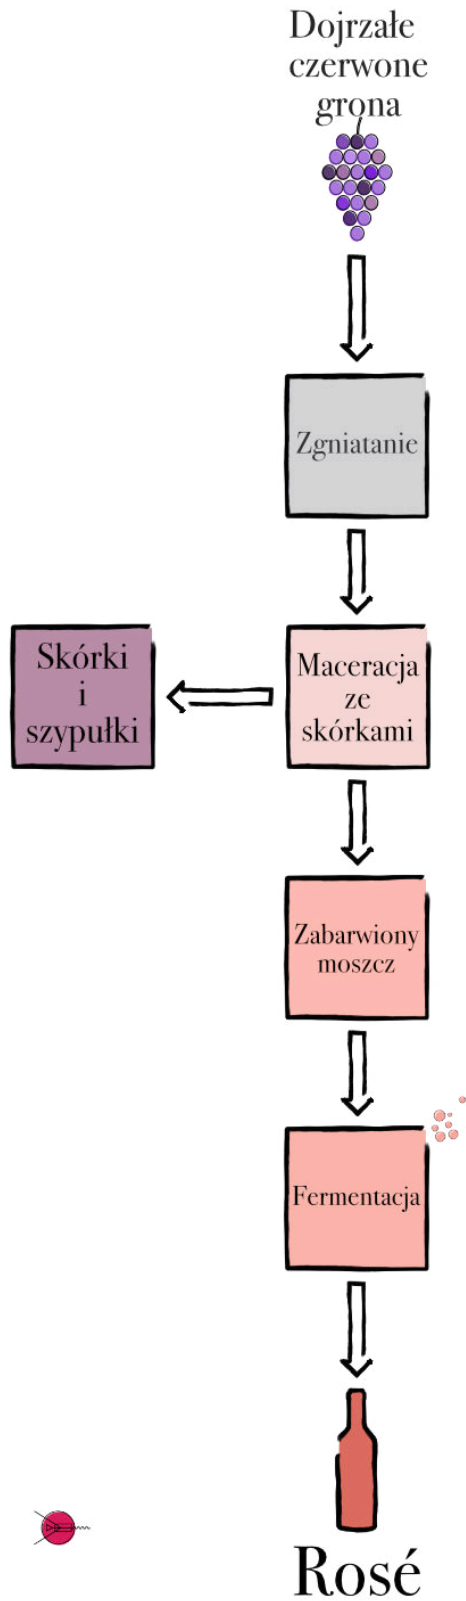 Dojrzałe
czerwone
grona
Zgniatanie
Skórki
i
szypułki
Maceracja
ze
skórkami
Zabarwiony
moszcz
Fermentacja
Rosé